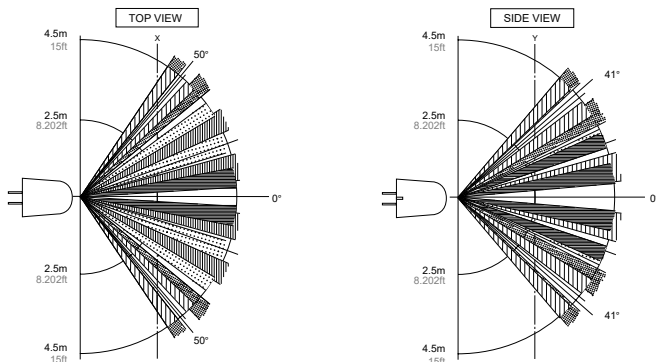 TOP VIEW
4.5m
15ft
X
50°
2.5m
8.202ft
0°
2.5m
8.202ft
50°
4.5m
15ft
SIDE VIEW
4.5m
15ft
Y
41°
2.5m
8.202ft
0
2.5m
8.202ft
41°
4.5m
15ft